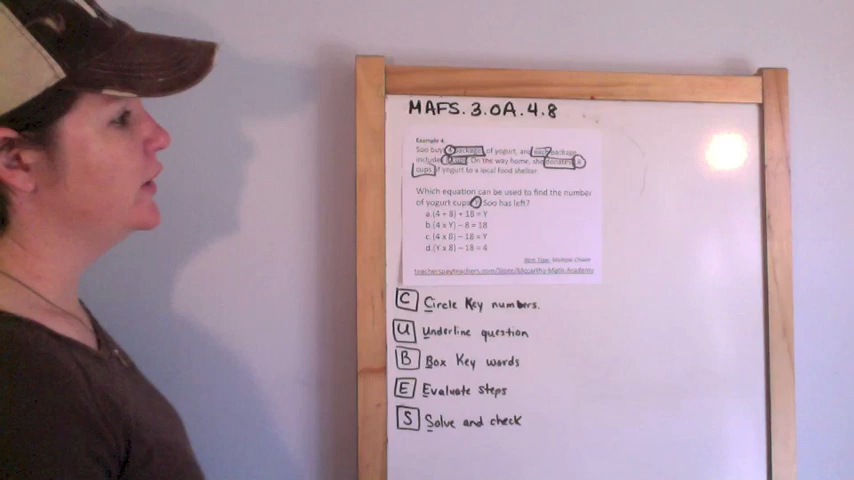 MAFS.3.OA.4.8
Example 4:
Soo buys packages of yogurt, and each package
includes On the way home, she donates 8
cups of yogurt to a local food shelter.
Which equation can be used to find the number
of yogurt cups Y Soo has left?
a. (4 + 8) + 18 = Y
b. (4 x Y) – 8 = 18
c. (4 x 8) – 18 = Y
d. (Y x 8) – 18 = 4
Item Type: Multiple Choice
teacherspayteachers.com/Store/Mccarthy-Math-Academy
C Circle Key numbers.
U Underline question
B Box Key words
E Evaluate steps
S Solve and check